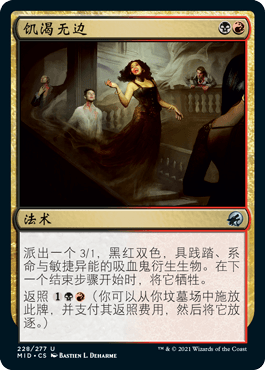 饥渴无边
法术
派出一个3/1，黑红双色，具践踏、系
命与敏捷异能的吸血鬼衍生生物。在下
一个结束步骤开始时，将它牺牲。
返照 1（你可以从你坟墓场中施放
此牌，并支付其返照费用，然后将它放
逐。）
228/277 U
MID • CS Bastien L. Deharme
™ & © 2021 Wizards of the Coast